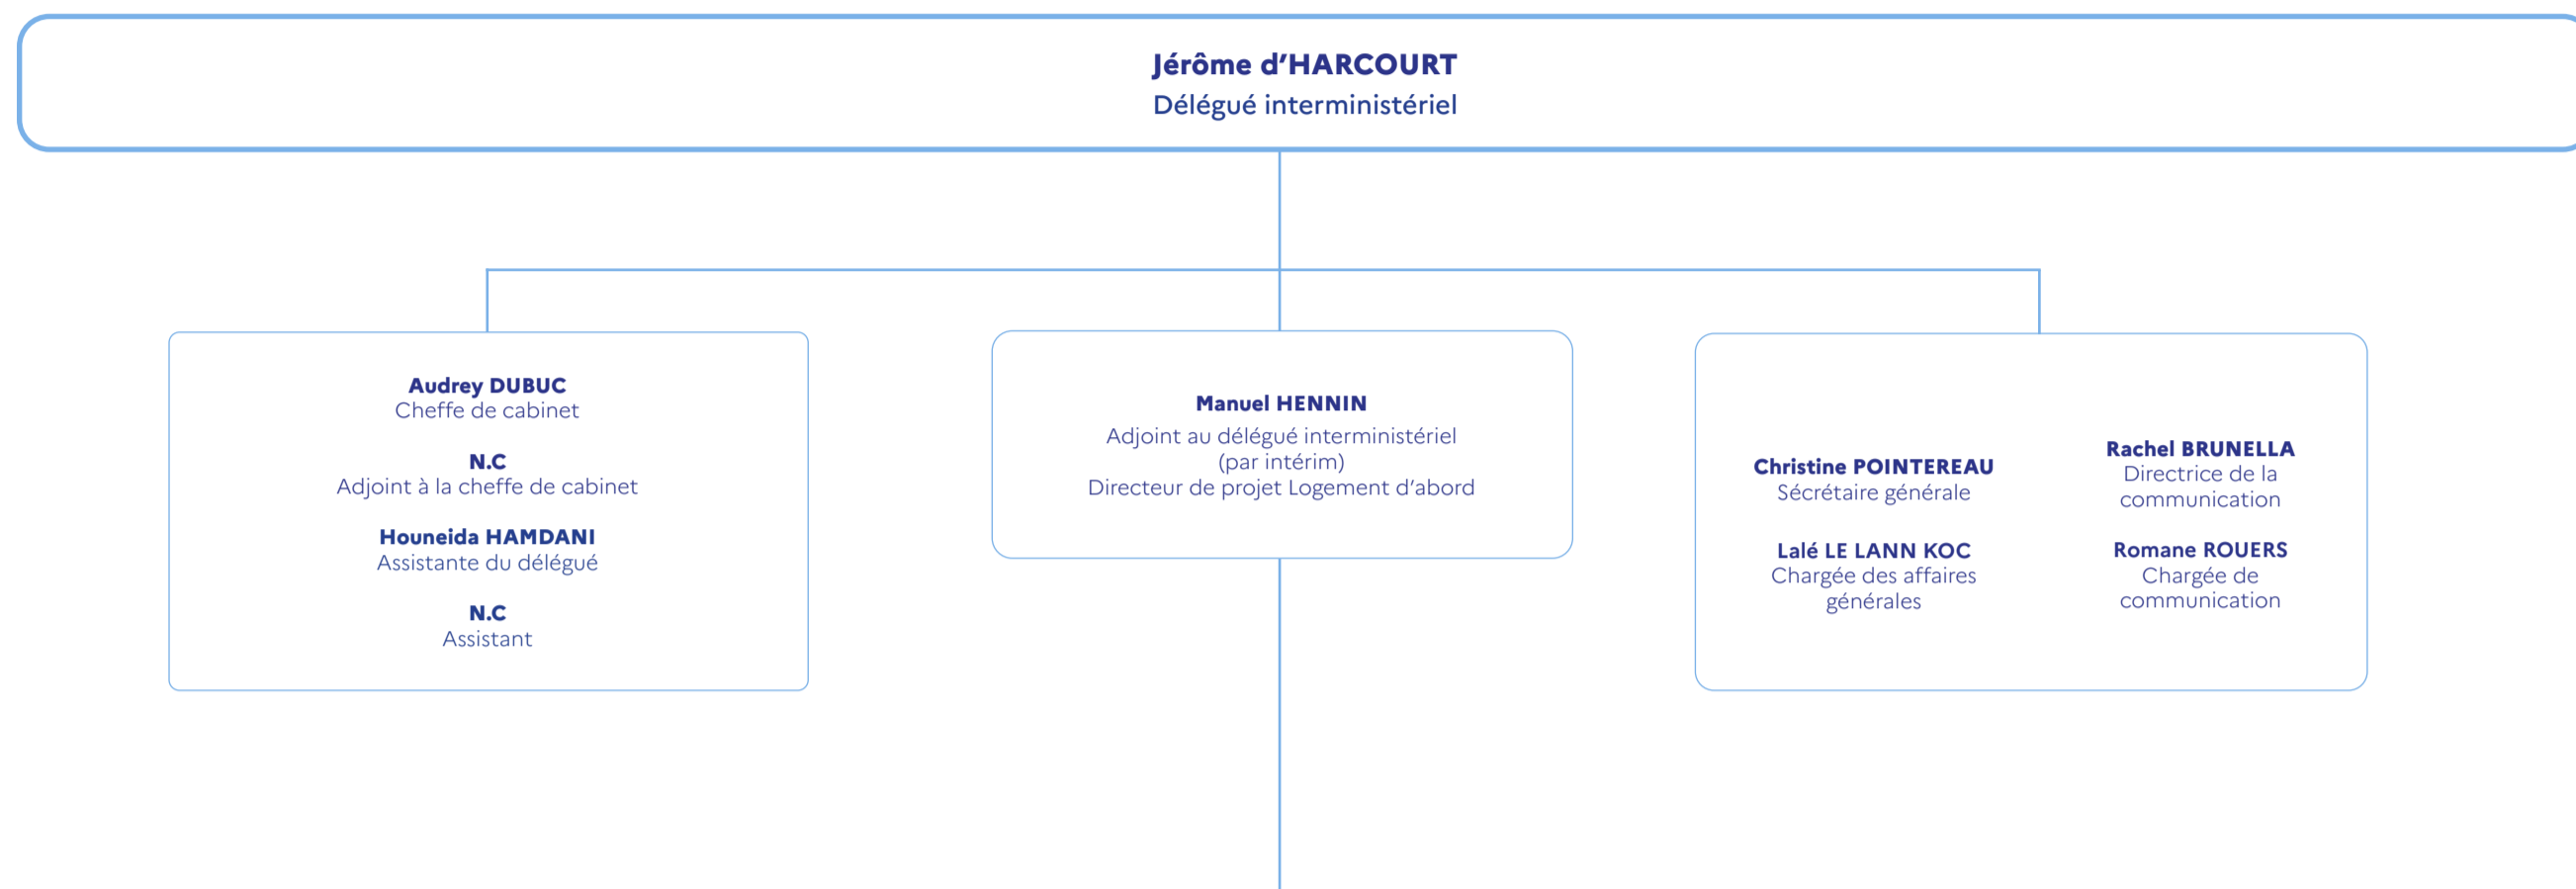 Jérôme d’HARCOURT
Délégué interministériel
Audrey DUBUC
Cheffe de cabinet
N.C
Adjoint à la cheffe de cabinet
Houneida HAMDANI
Assistante du délégué
N.C
Assistant
Manuel HENNIN
Adjoint au délégué interministériel
(par intérim)
Directeur de projet Logement d’abord
Christine POINTEREAU
Sécrétaire générale
Lalé LE LANN KOC
Chargée des affaires
générales
Rachel BRUNELLA
Directrice de la
communication
Romane ROUERS
Chargée de
communication